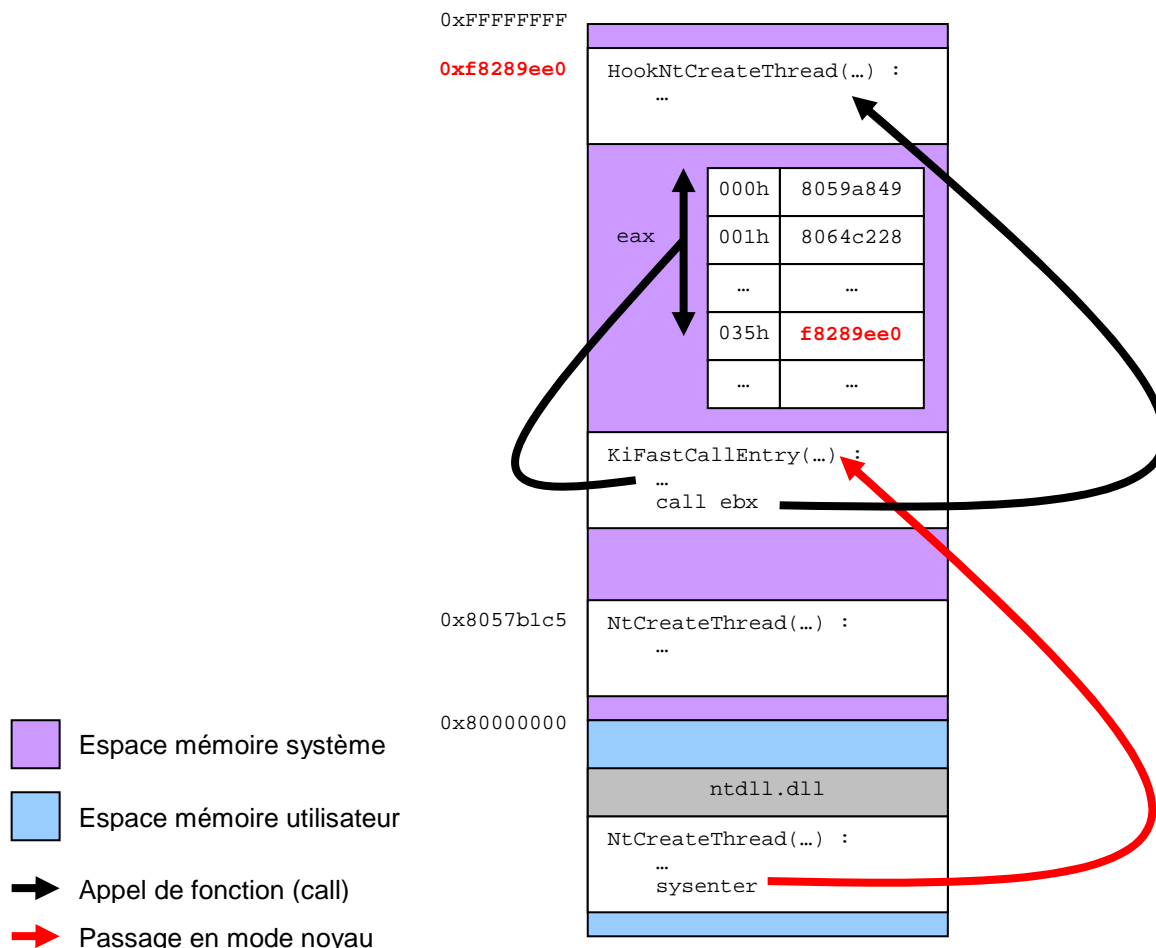 0xFFFFFFFF
0xf8289ee0
HookNtCreateThread(…) :
…
000h 8059a849
eax
001h 8064c228
… …
035h f8289ee0
… …
KiFastCallEntry(…) :
…
call ebx
0x8057b1c5
NtCreateThread(…) :
…
0x80000000
Espace mémoire système
ntdll.dll
Espace mémoire utilisateur
NtCreateThread(…) :
…
sysenter
Appel de fonction (call)
Passage en mode noyau